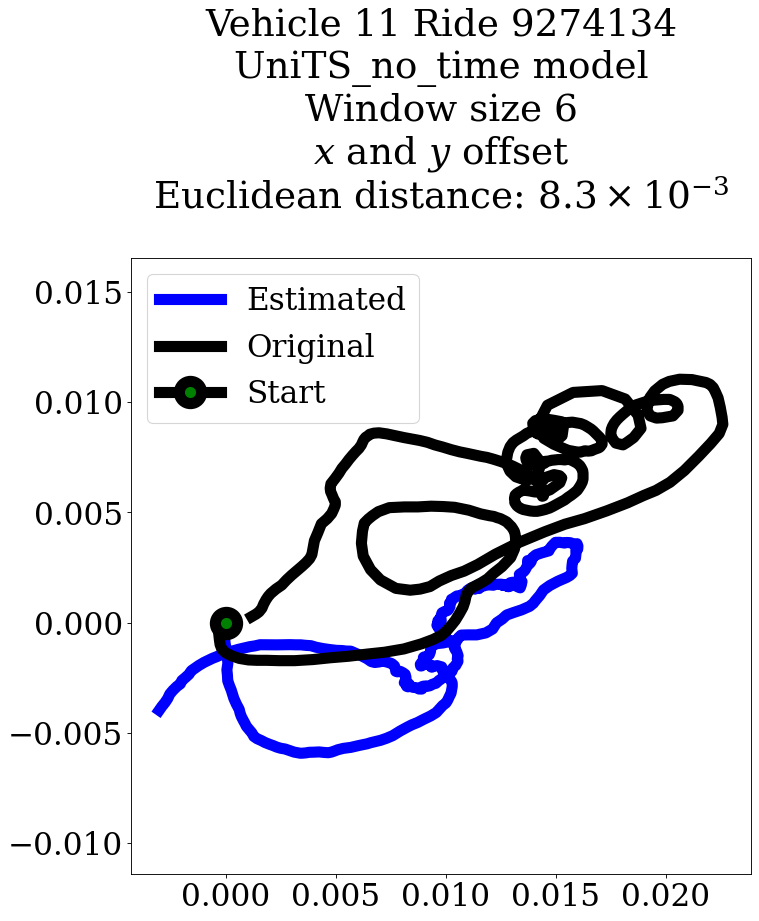 Vehicle 11 Ride 9274134
UniTS_no_time model
Window size 6
x and y offset
Euclidean distance: 8.3 × 10⁻³
Estimated
Original
Start
0.015
0.010
0.005
0.000
−0.005
−0.010
0.000 0.005 0.010 0.015 0.020